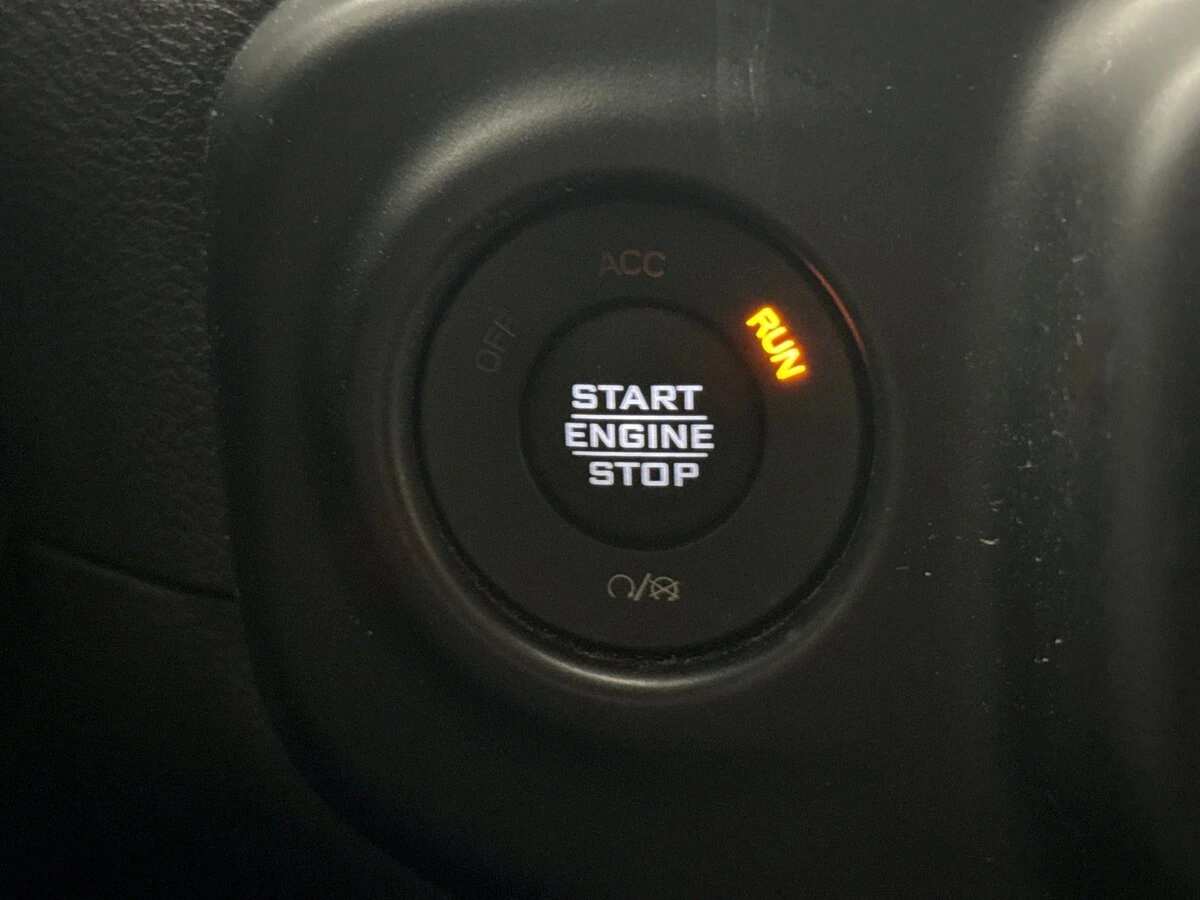 ACC
OFF
RUN
START
ENGINE
STOP